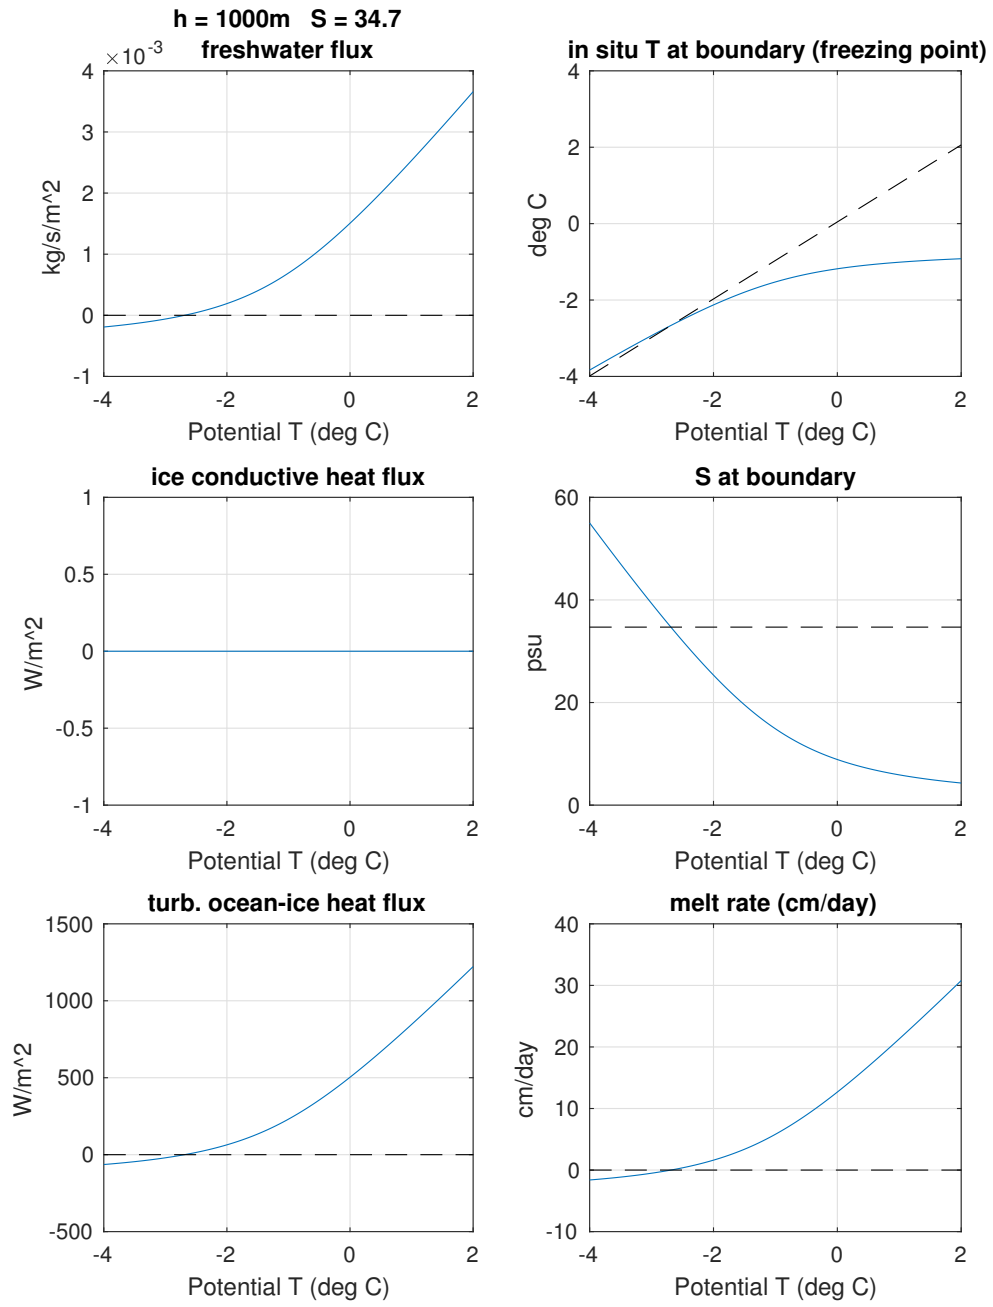 h = 1000m   S = 34.7
freshwater flux
×10^-3
4
3
2
1
0
-1
kg/s/m^2
-4 -2 0 2
Potential T (deg C)
in situ T at boundary (freezing point)
4
2
0
-2
-4
deg C
-4 -2 0 2
Potential T (deg C)
ice conductive heat flux
1
0.5
0
-0.5
-1
W/m^2
-4 -2 0 2
Potential T (deg C)
S at boundary
60
40
20
0
psu
-4 -2 0 2
Potential T (deg C)
turb. ocean-ice heat flux
1500
1000
500
0
-500
W/m^2
-4 -2 0 2
Potential T (deg C)
melt rate (cm/day)
40
30
20
10
0
-10
cm/day
-4 -2 0 2
Potential T (deg C)